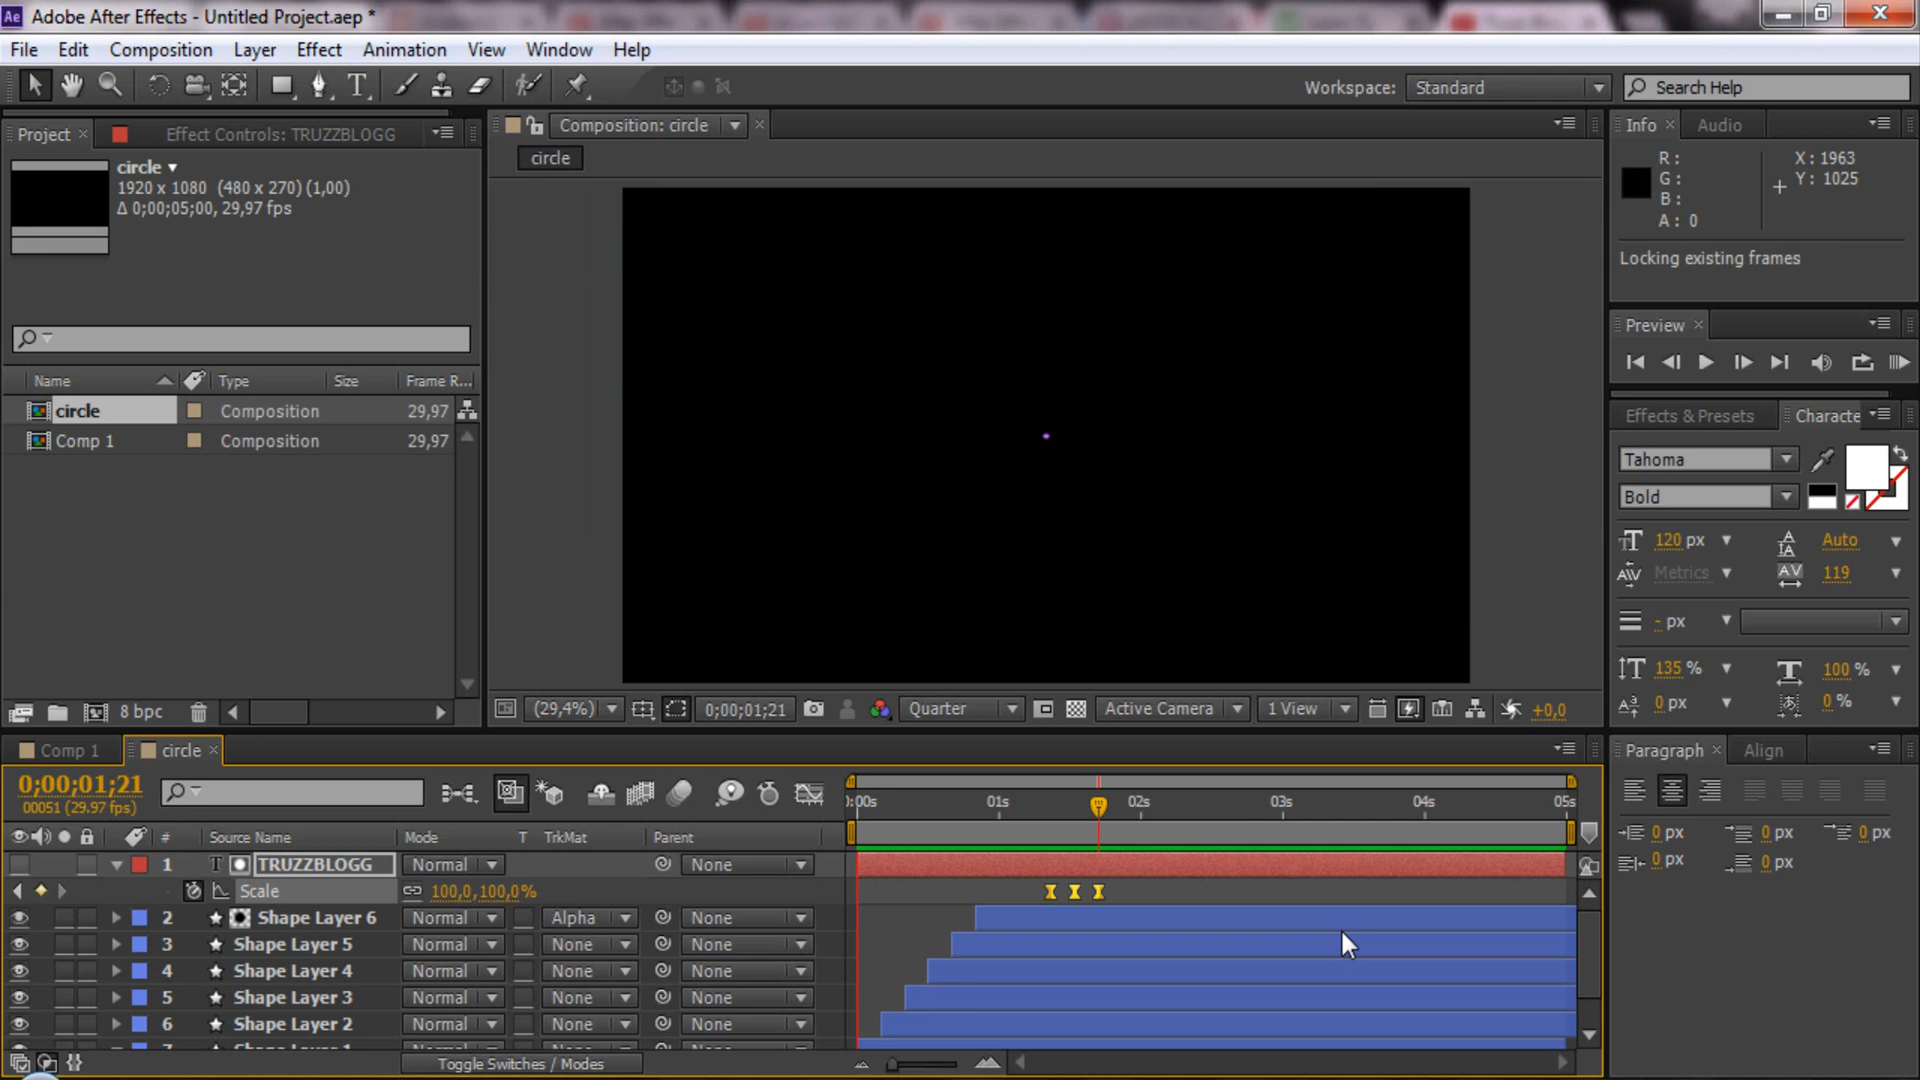 Adobe After Effects - Untitled Project.aep *
File Edit Composition Layer Effect Animation View Window Help
Workspace: Standard Search Help
Project Effect Controls: TRUZZBLOGG
Composition: circle
Info Audio
circle
circle
1920 x 1080 (480 x 270) (1,00)
Δ 0;00;05;00, 29,97 fps
R :
G :
B :
A : 0
X : 1963
Y : 1025
Locking existing frames
Preview
Name Type Size Frame R...
circle Composition 29,97
Comp 1 Composition 29,97
Effects & Presets Characte
Tahoma
Bold
120 px Auto
Metrics 119
- px
135 % 100 %
0 px 0 %
8 bpc
(29,4%) 0;00;01;21 Quarter Active Camera 1 View +0,0
Comp 1 circle
Paragraph Align
0;00;01;21
00051 (29.97 fps)
0:00s 01s 02s 03s 04s 05s
# Source Name Mode T TrkMat Parent
0 px 0 px 0 px
0 px 0 px
1 T TRUZZBLOGG Normal None
Scale 100,0,100,0%
2 Shape Layer 6 Normal Alpha None
3 Shape Layer 5 Normal None None
4 Shape Layer 4 Normal None None
5 Shape Layer 3 Normal None None
6 Shape Layer 2 Normal None None
Toggle Switches / Modes